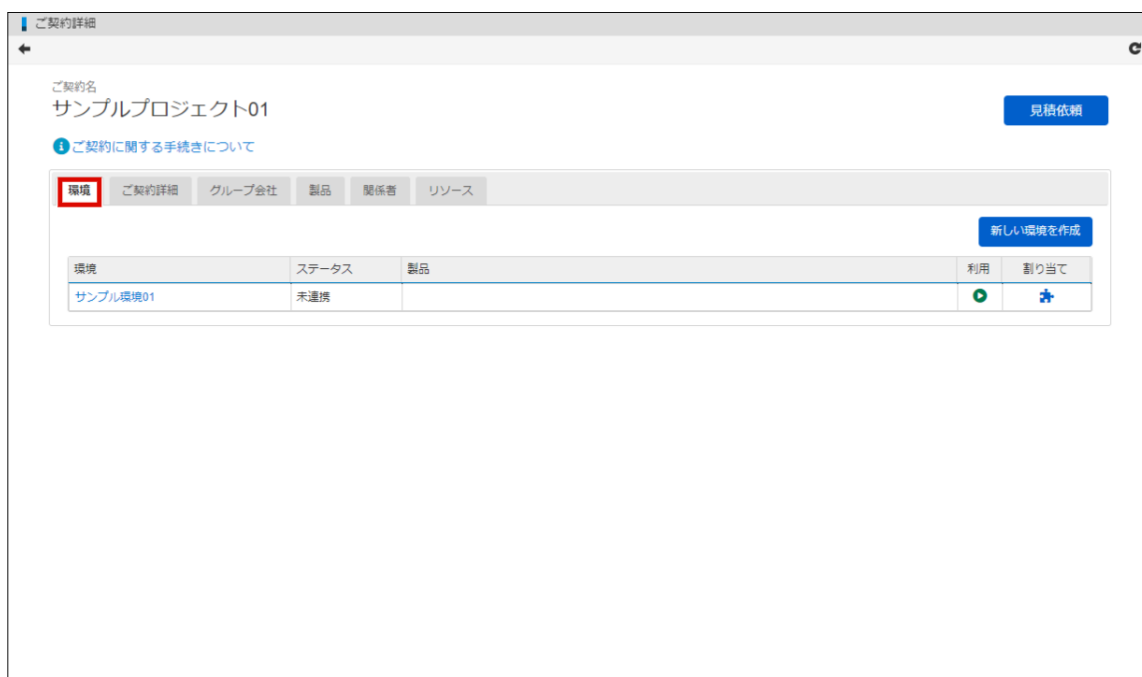 ご契約詳細
ご契約名
サンプルプロジェクト01
見積依頼
ご契約に関する手続きについて
環境 ご契約詳細 グループ会社 製品 関係者 リソース
新しい環境を作成
環境 ステータス 製品 利用 割り当て
サンプル環境01 未連携